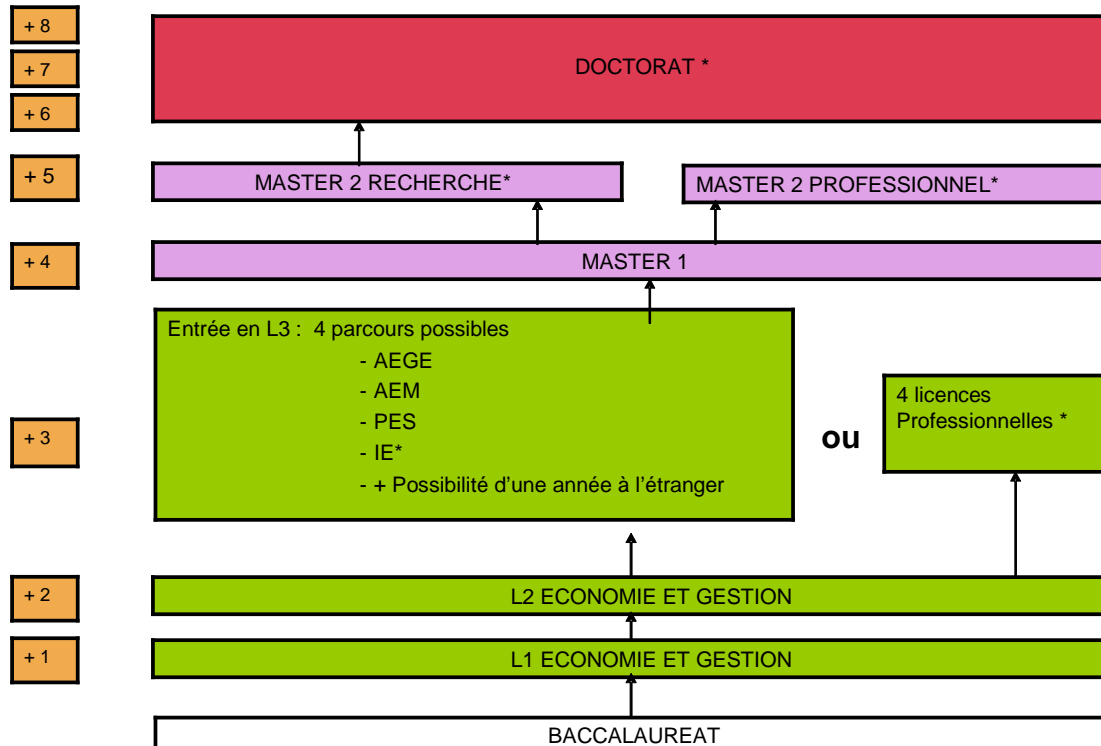 + 8
DOCTORAT *
+ 7
+ 6
+ 5
MASTER 2 RECHERCHE*
MASTER 2 PROFESSIONNEL*
+ 4
MASTER 1
Entrée en L3 : 4 parcours possibles
- AEGE
- AEM
- PES
- IE*
- + Possibilité d'une année à l'étranger
+ 3
ou
4 licences
Professionnelles *
+ 2
L2 ECONOMIE ET GESTION
+ 1
L1 ECONOMIE ET GESTION
BACCALAUREAT